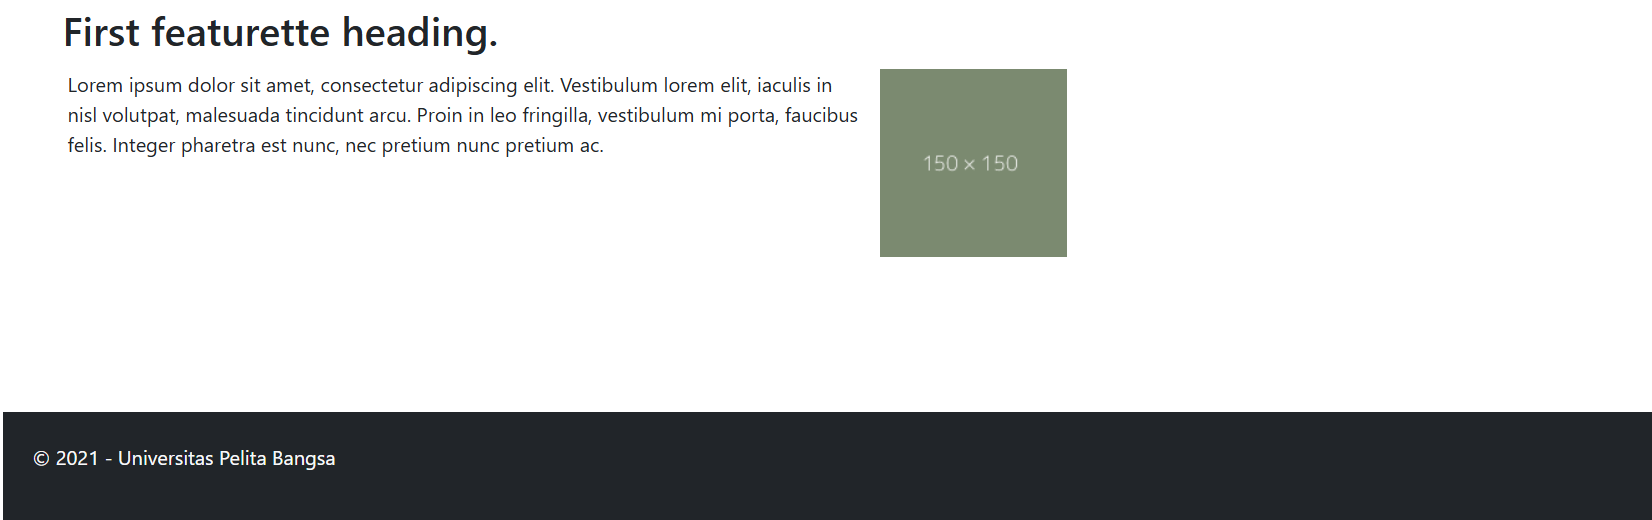 First featurette heading.
Lorem ipsum dolor sit amet, consectetur adipiscing elit. Vestibulum lorem elit, iaculis in
nisl volutpat, malesuada tincidunt arcu. Proin in leo fringilla, vestibulum mi porta, faucibus
felis. Integer pharetra est nunc, nec pretium nunc pretium ac.
150 × 150
© 2021 - Universitas Pelita Bangsa